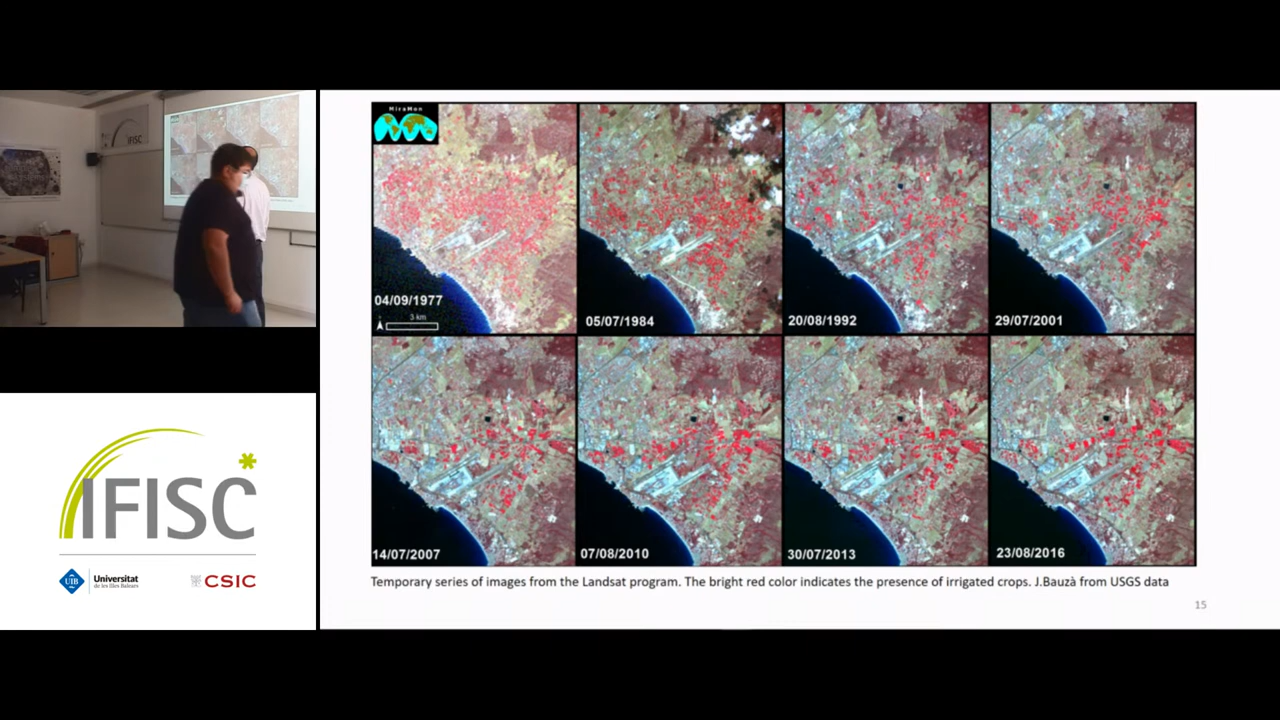 IFISC
MiraMon
04/09/1977
3 km
05/07/1984
20/08/1992
29/07/2001
14/07/2007
07/08/2010
30/07/2013
23/08/2016
Temporary series of images from the Landsat program. The bright red color indicates the presence of irrigated crops. J.Bauzà from USGS data
15
IFISC
UIB
Universitat
de les Illes Balears
CSIC